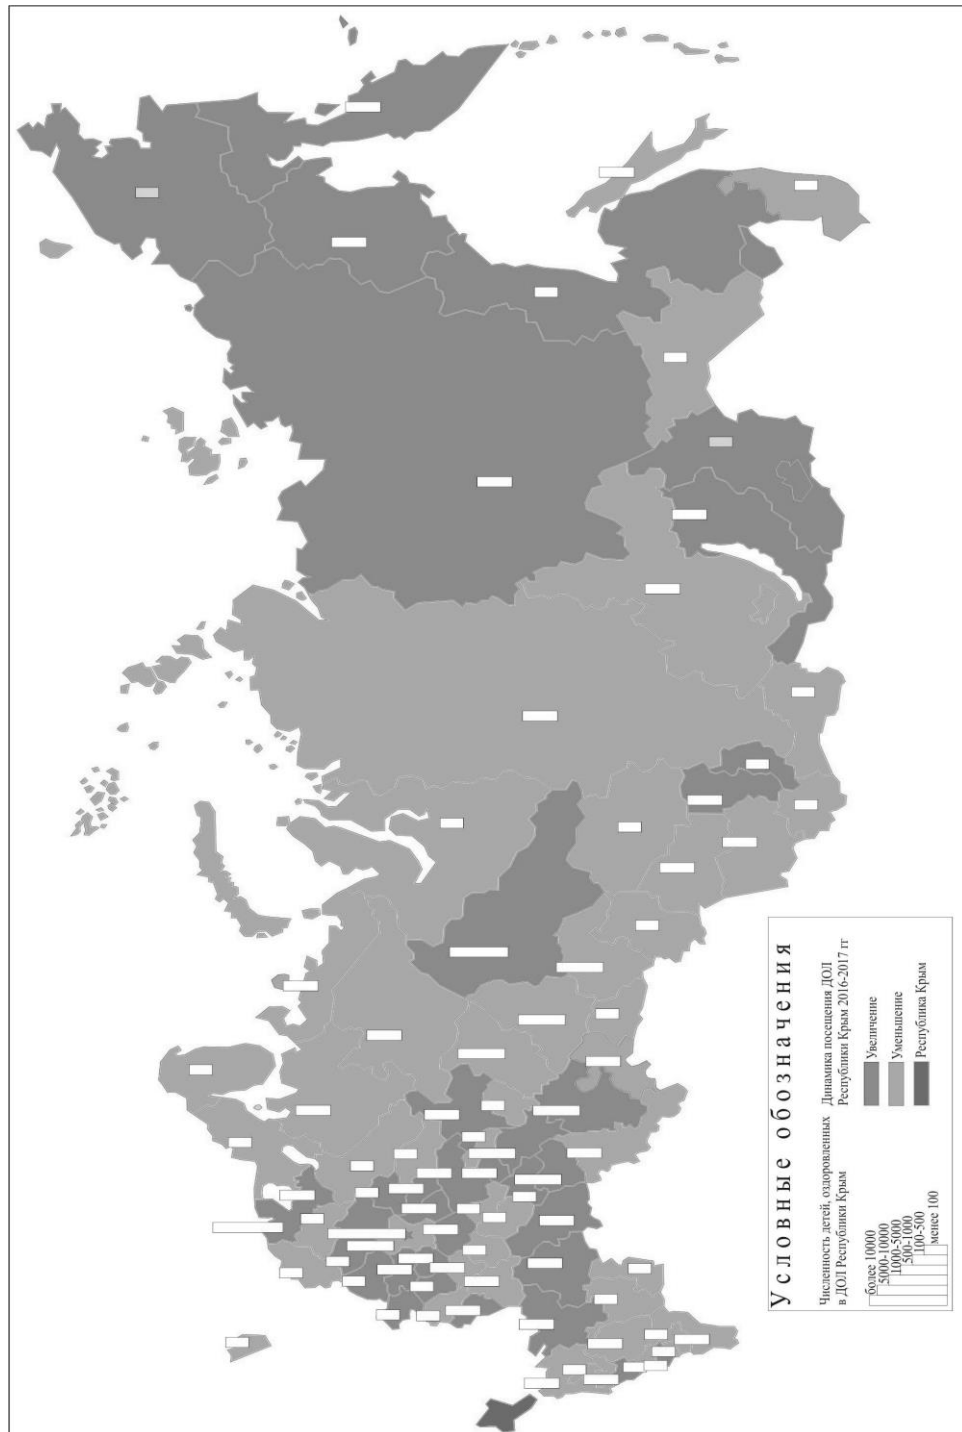 Условные обозначения
Численность детей, оздоровленных
в ДОЛ Республики Крым
более 10000
5000-10000
1000-5000
500-1000
100-500
менее 100
Динамика посещения ДОЛ
Республики Крым 2016-2017 гг
Увеличение
Уменьшение
Республика Крым